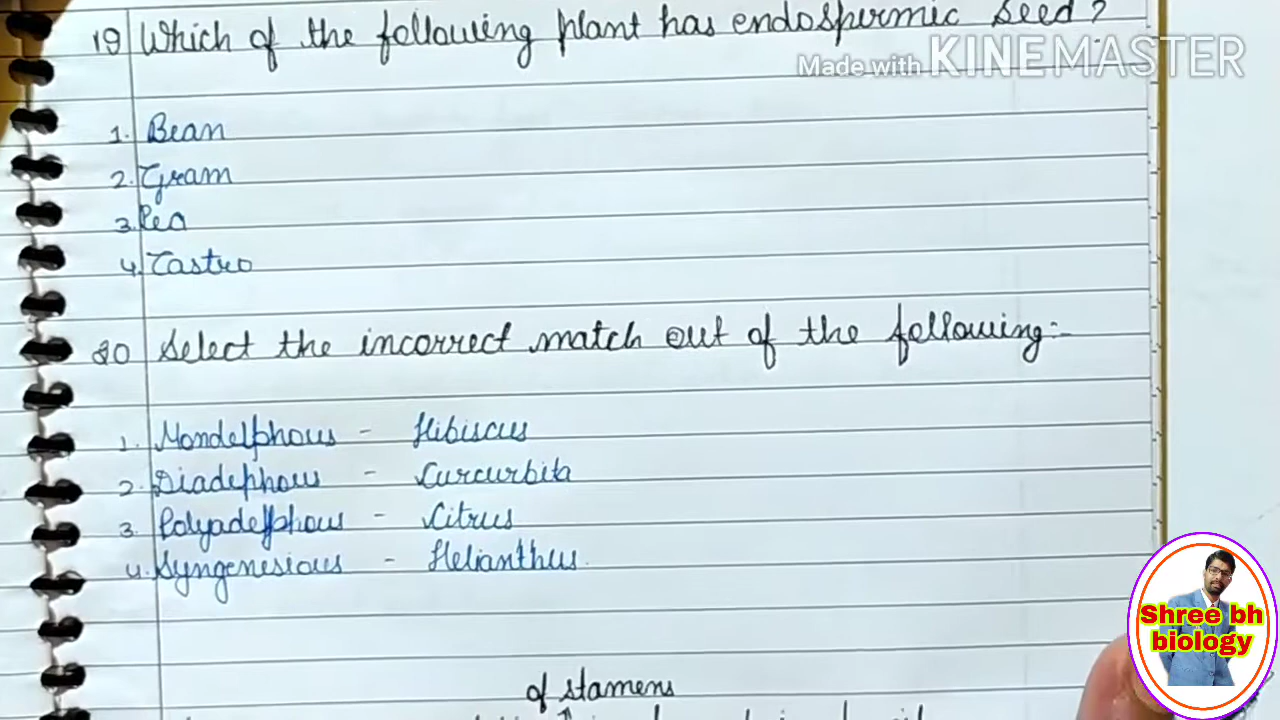 19 Which of the following plant has endospermic seed?
Made with KINEMASTER
1. Bean
2. Gram
3. Pea
4. Castro
20 Select the incorrect match out of the following:-
1. Mondelphous - Hibiscus
2. Diadephous - Curcurbita
3. Polyadelphous - Citrus
4. Syngenesious - Helianthus.
Shree bh
biology
of stamens